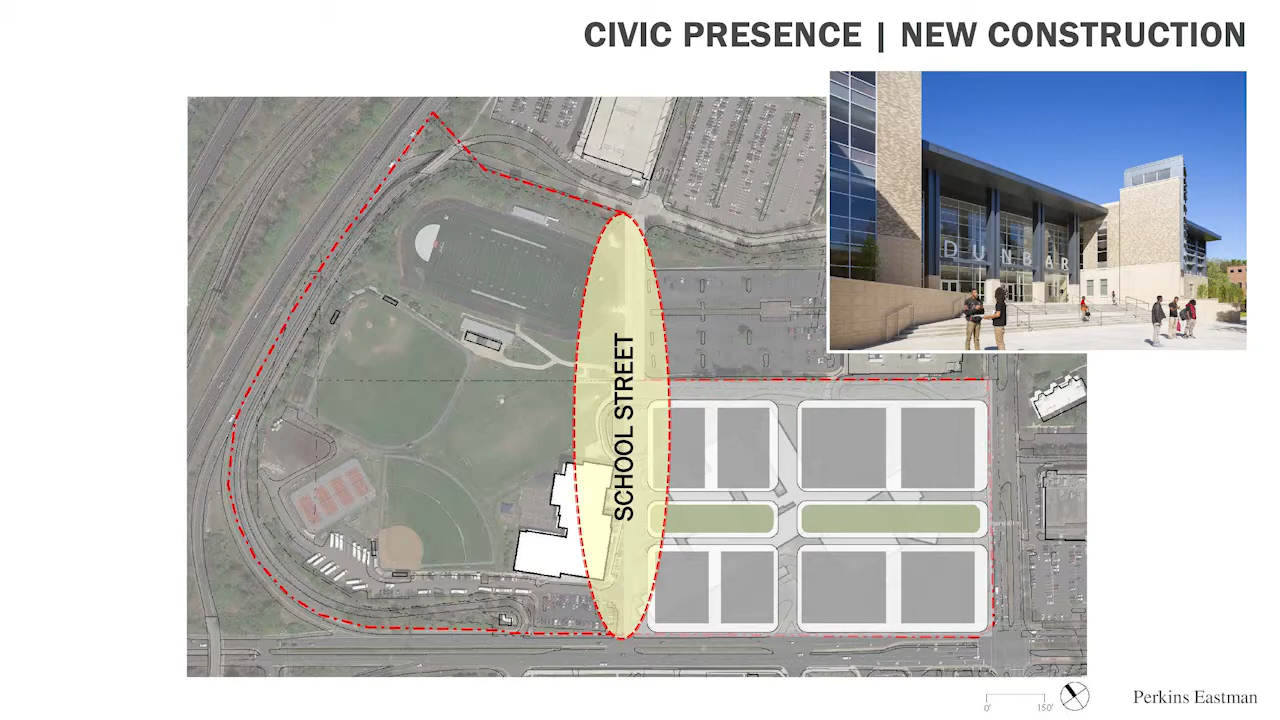 CIVIC PRESENCE | NEW CONSTRUCTION
DUNBAR
SCHOOL STREET
0' 150'
Perkins Eastman